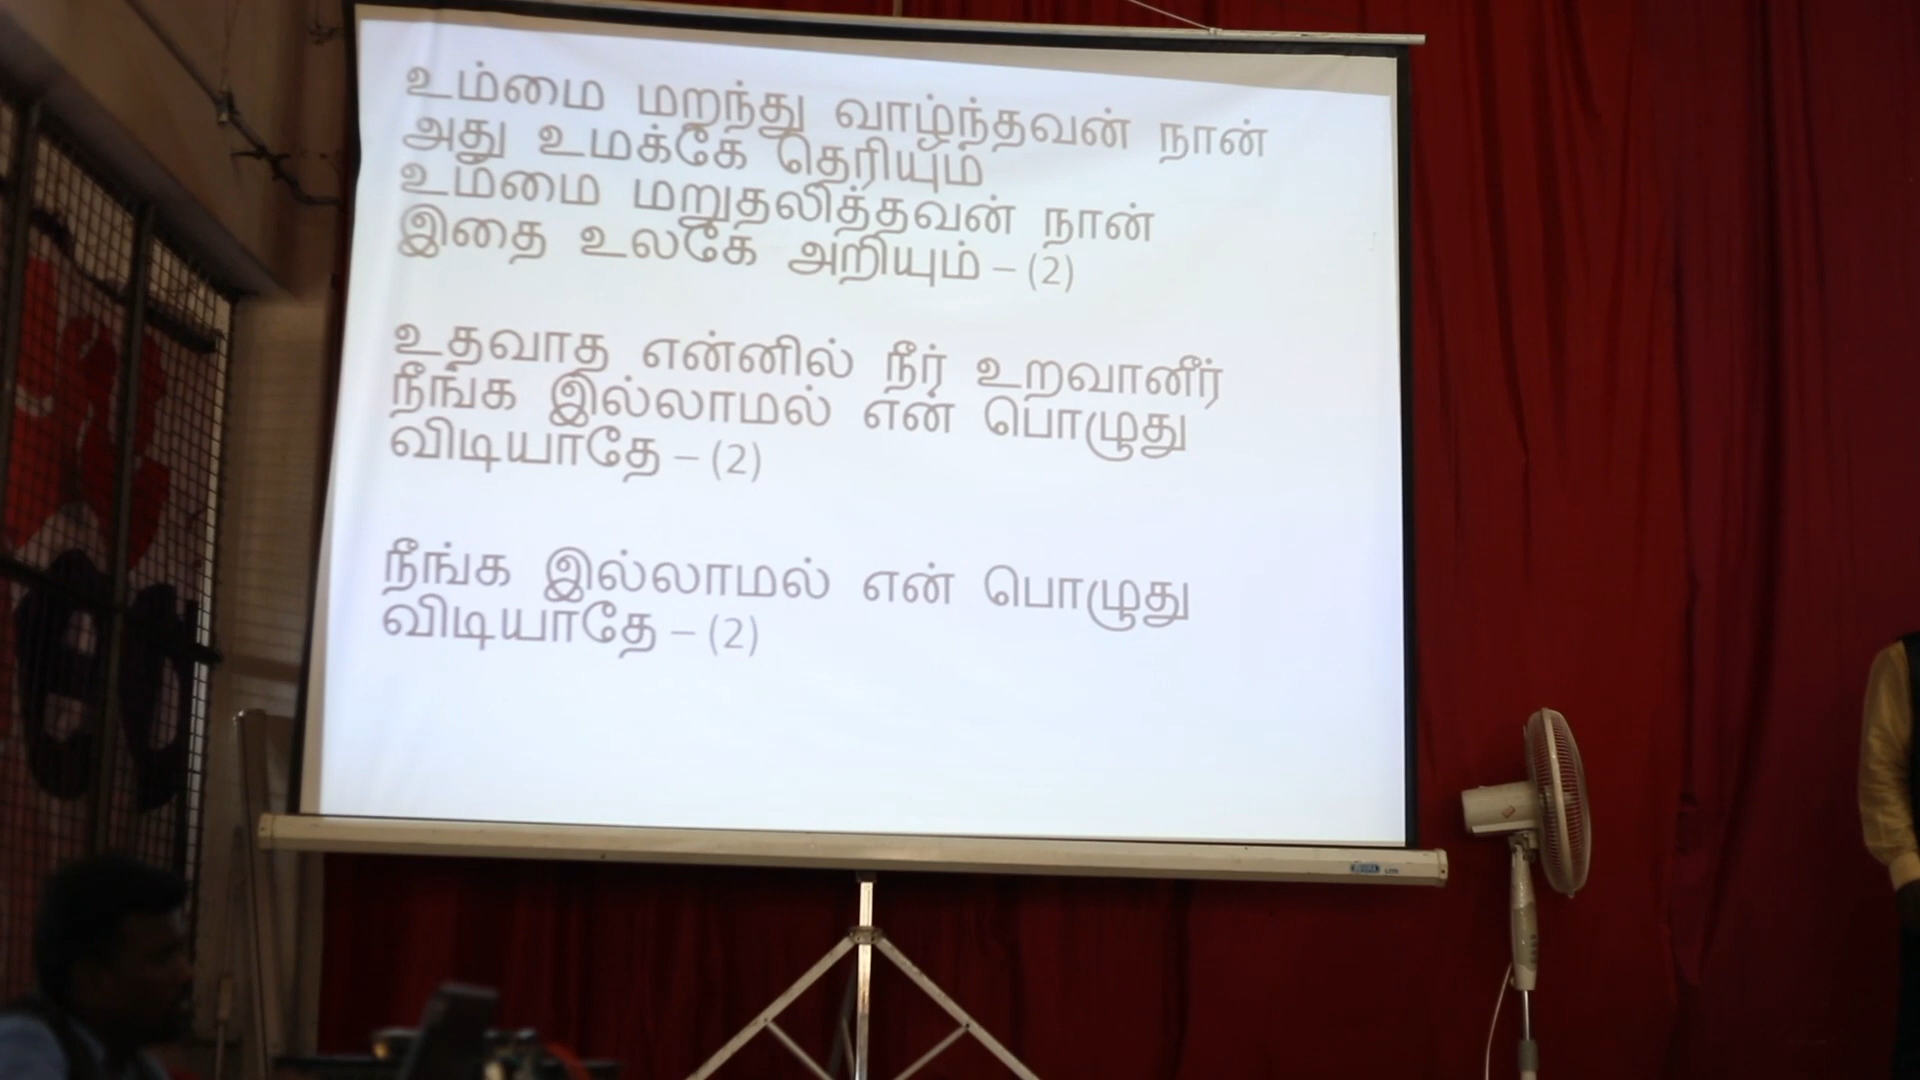 உம்மை மறந்து வாழ்ந்தவன் நான்
அது உமக்கே தெரியும்
உம்மை மறுதலித்தவன் நான்
இதை உலகே அறியும் – (2)
உதவாத என்னில் நீர் உறவானீர்
நீங்க இல்லாமல் என் பொழுது
விடியாதே – (2)
நீங்க இல்லாமல் என் பொழுது
விடியாதே – (2)